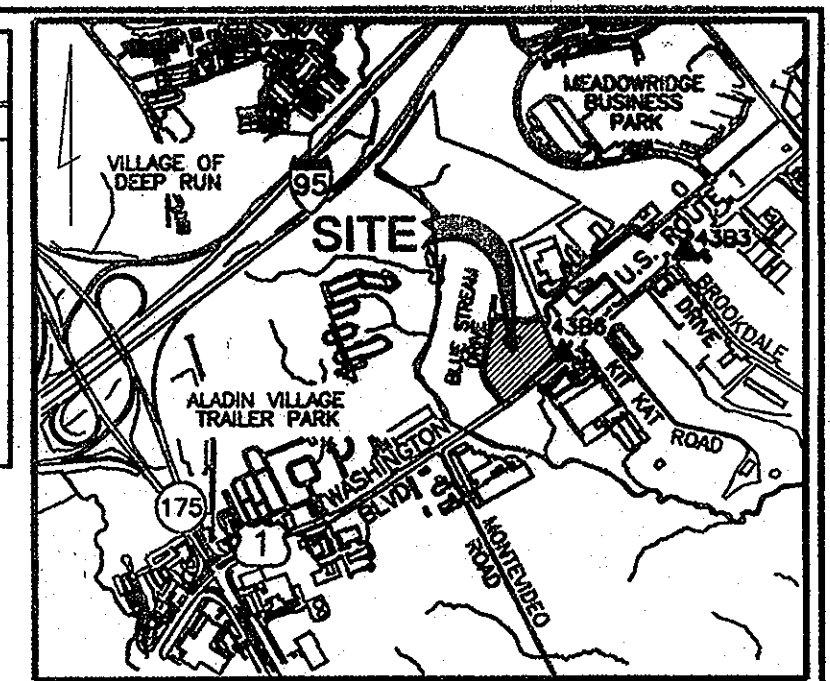 MEADOWRIDGE
BUSINESS
PARK
VILLAGE OF
DEEP RUN
95
SITE
U.S. ROUTE 1
43B3
BROOKDALE
DRIVE
BLUE STREAM
DRIVE
43B6
KIT KAT
ROAD
ALADIN VILLAGE
TRAILER PARK
WASHINGTON
BLVD
175
1
MONTEVIDEO
ROAD